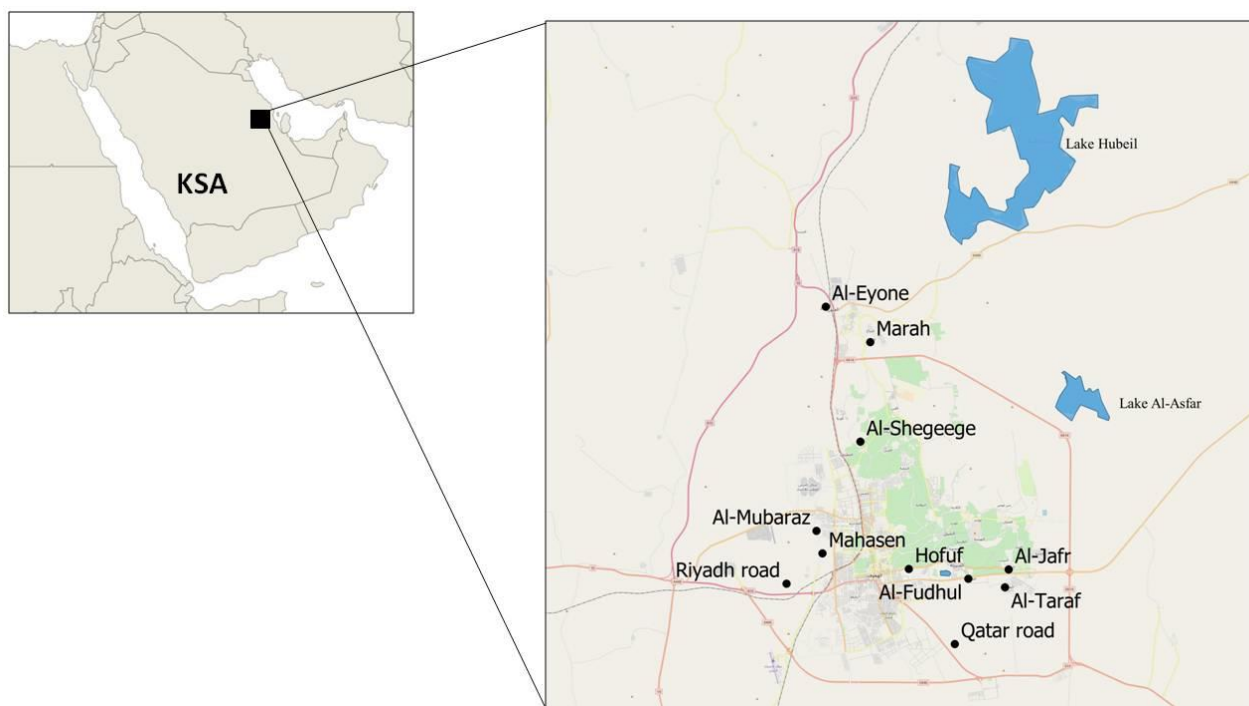 KSA
Lake Hubeil
Al-Eyone
Marah
Lake Al-Asfar
Al-Shegeege
Al-Mubaraz
Mahasen
Hofuf
Al-Jafr
Riyadh road
Al-Fudhul
Al-Taraf
Qatar road